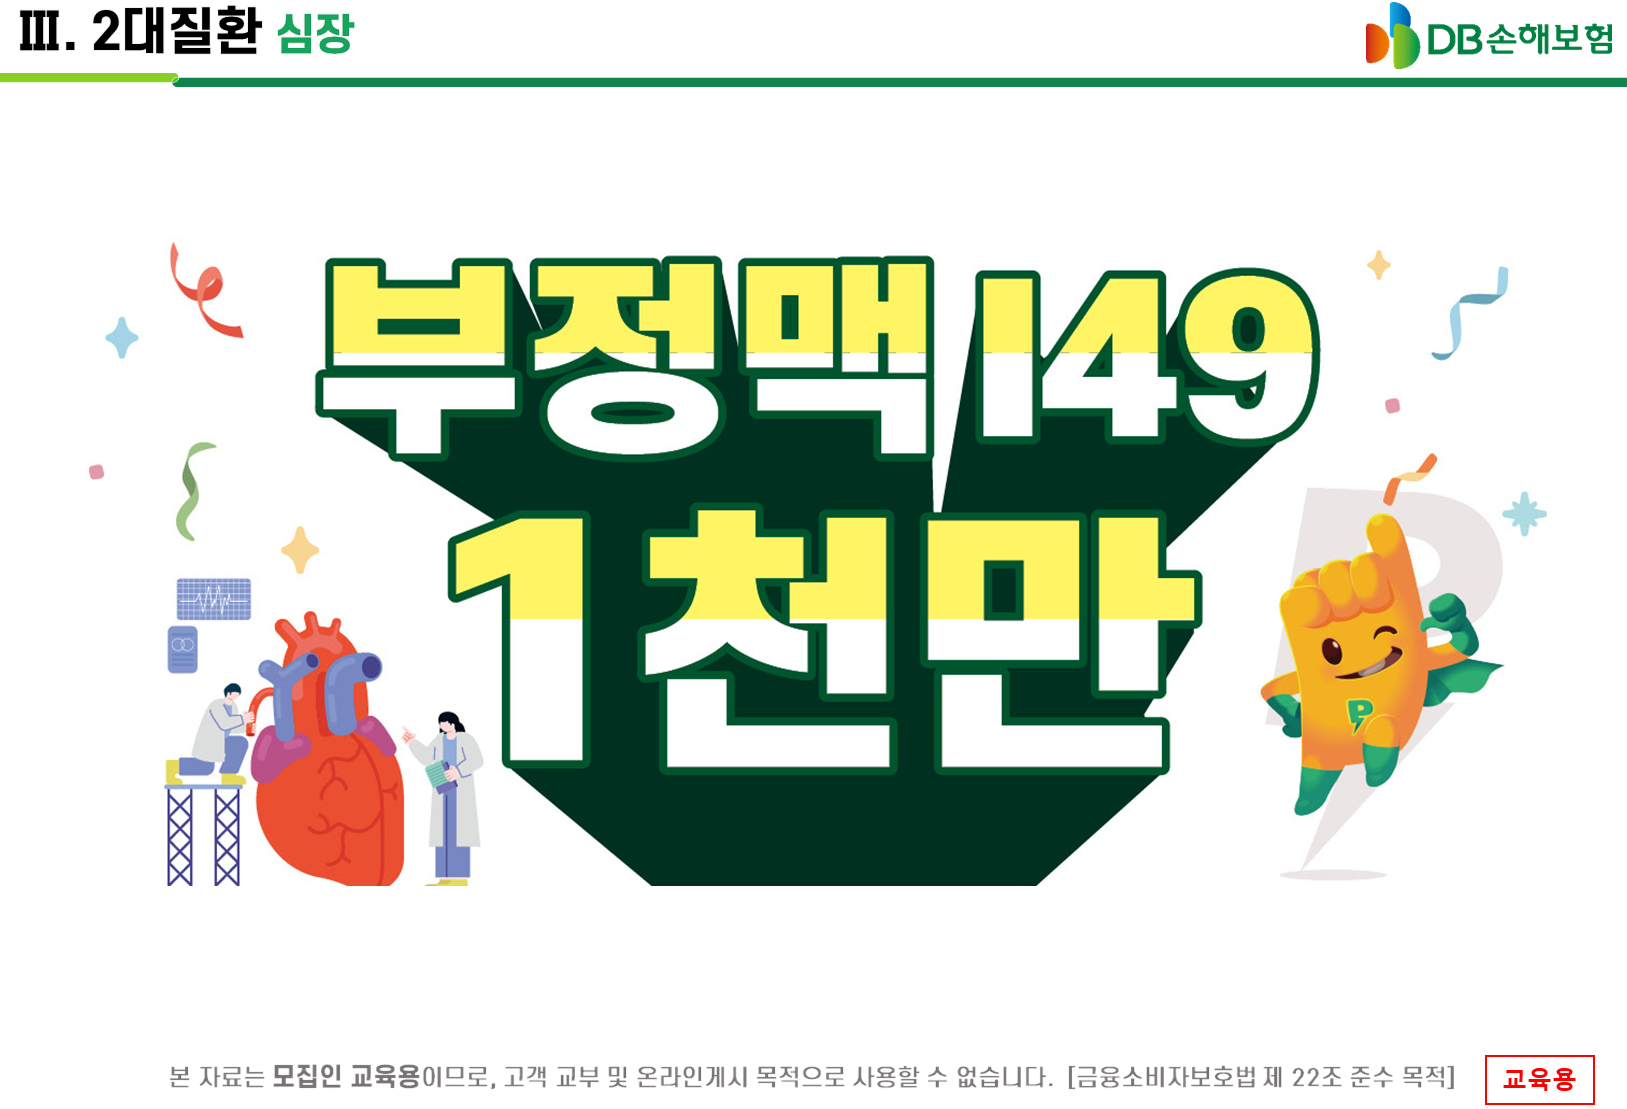 Ⅲ. 2대질환 심장
DB손해보험
부정맥 I49
1천만
본 자료는 모집인 교육용이므로, 고객 교부 및 온라인게시 목적으로 사용할 수 없습니다. [금융소비자보호법 제 22조 준수 목적]
교육용